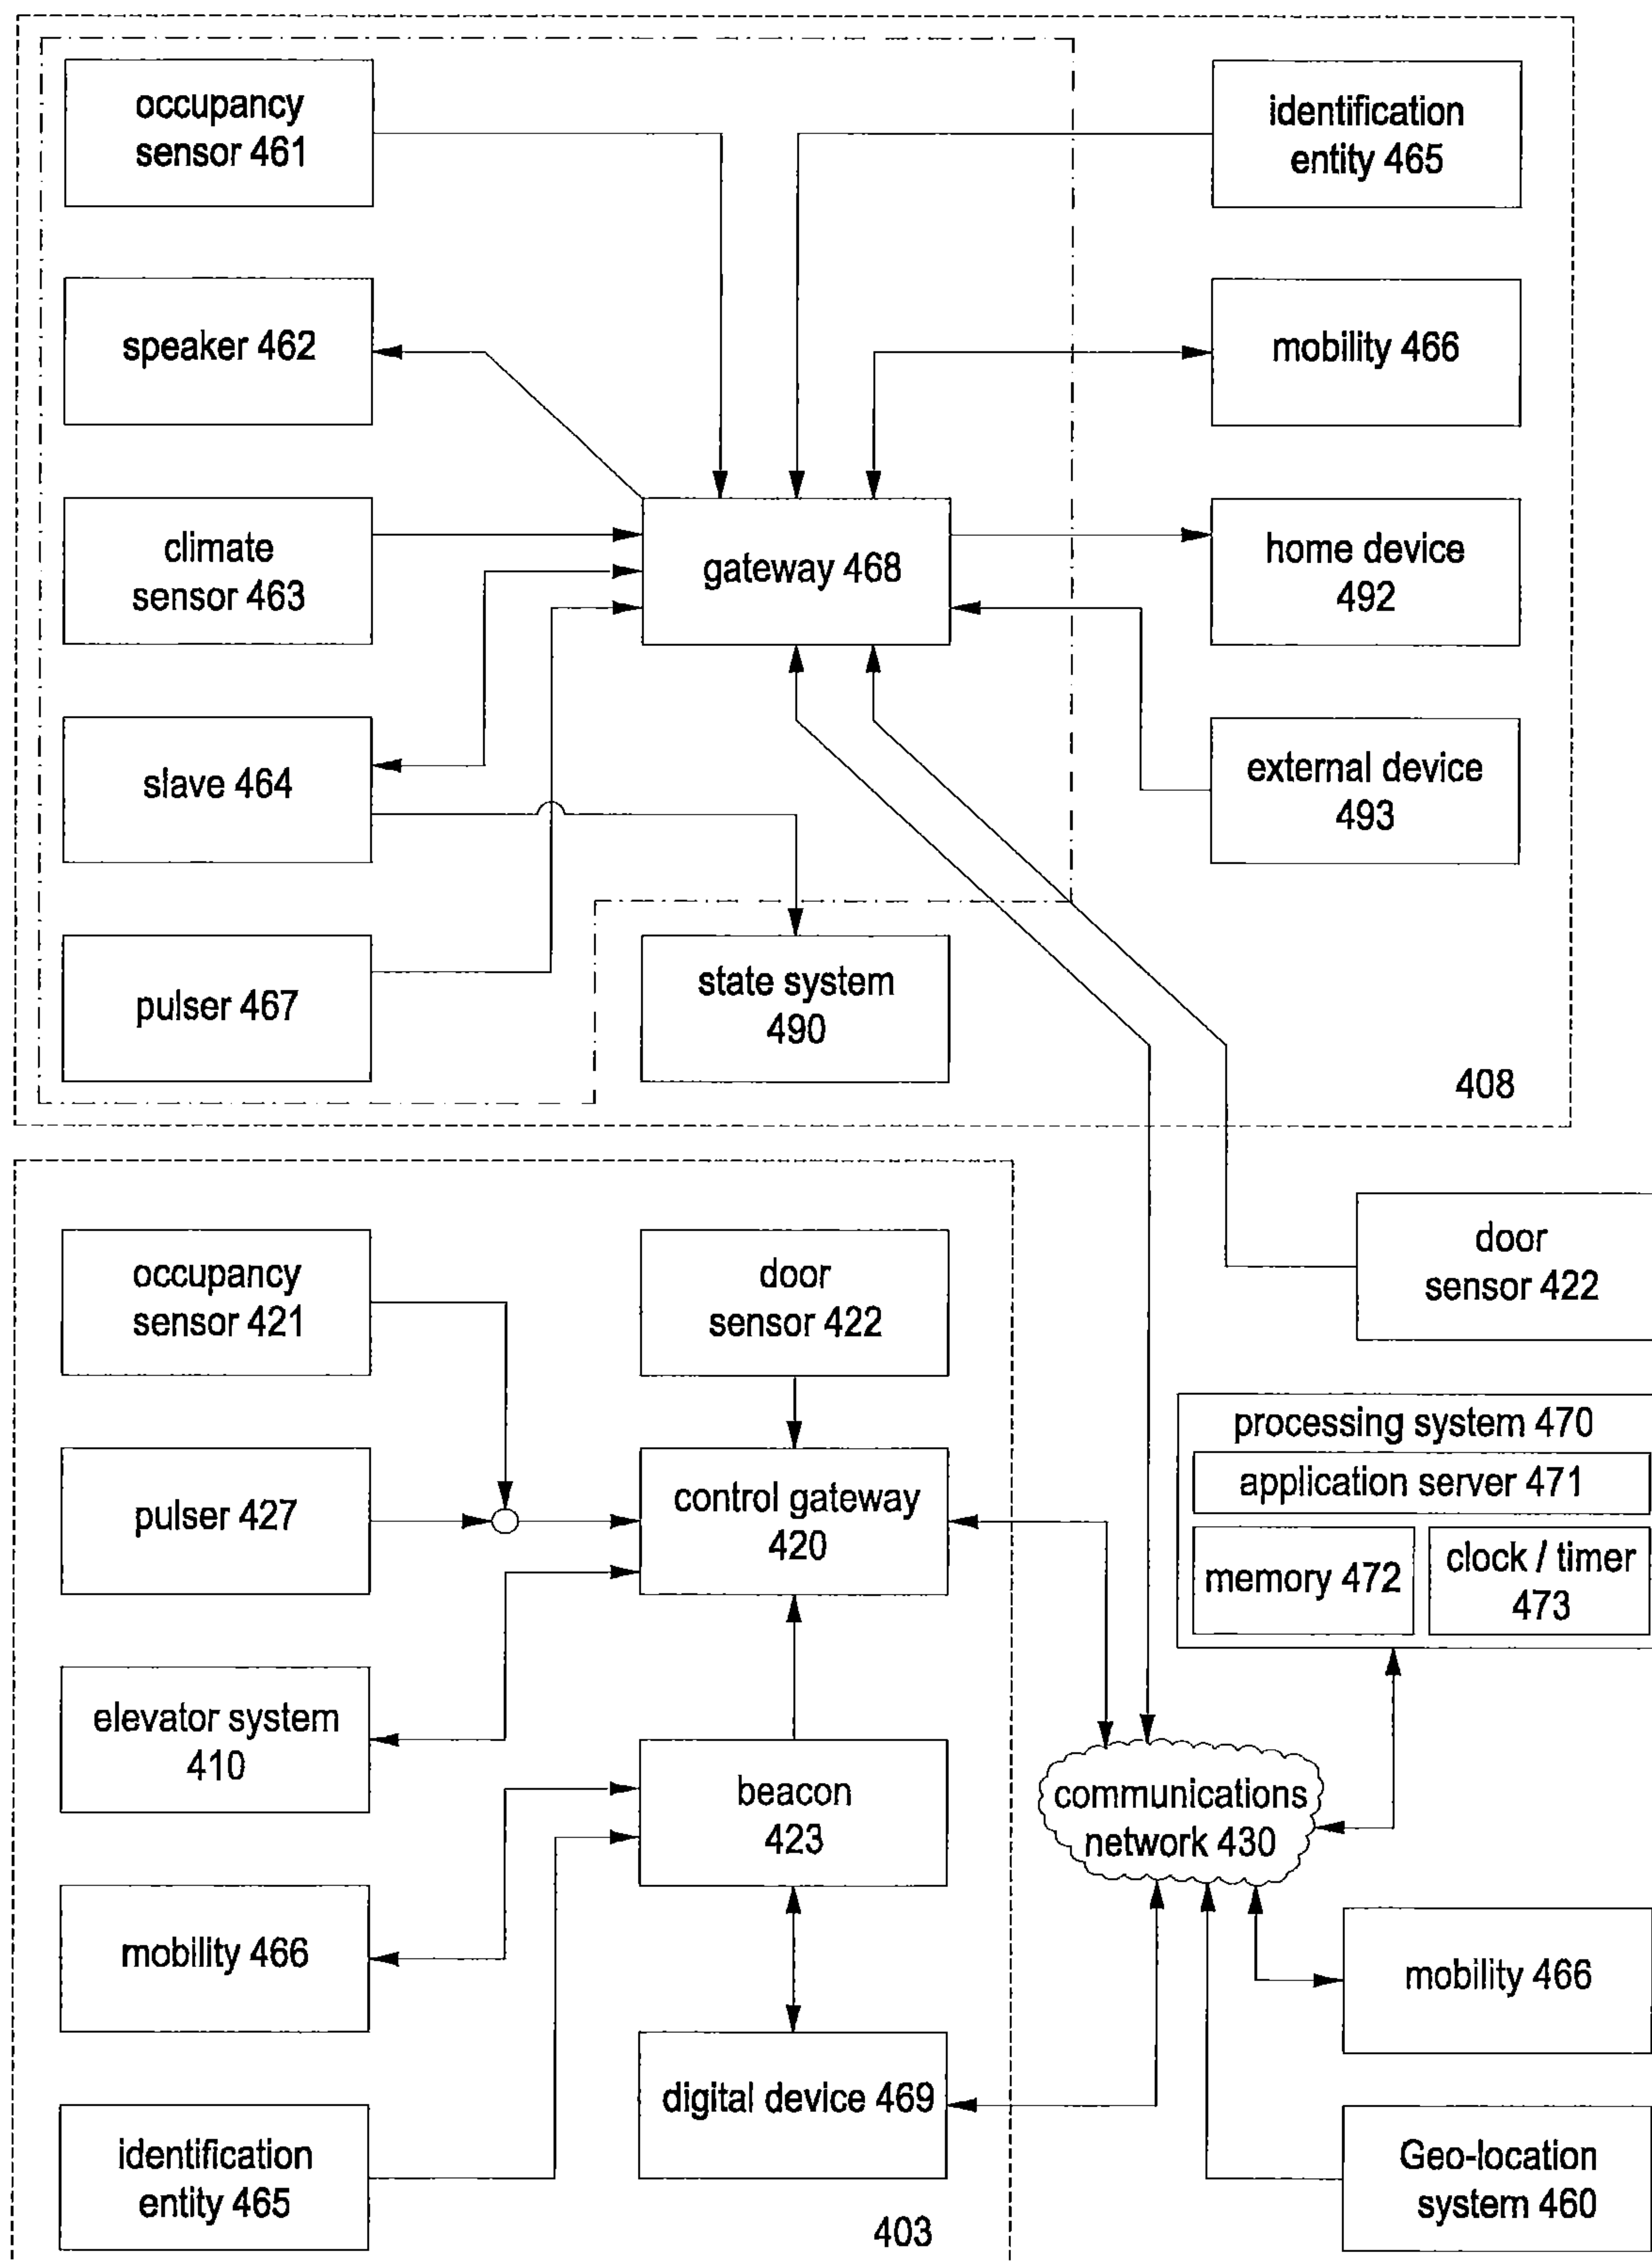 occupancy
sensor 461
identification
entity 465
speaker 462
mobility 466
climate
sensor 463
gateway 468
home device
492
slave 464
external device
493
pulser 467
state system
490
408
occupancy
sensor 421
door
sensor 422
door
sensor 422
pulser 427
control gateway
420
processing system 470
application server 471
memory 472
clock / timer
473
elevator system
410
beacon
423
communications
network 430
mobility 466
mobility 466
digital device 469
identification
entity 465
Geo-location
system 460
403